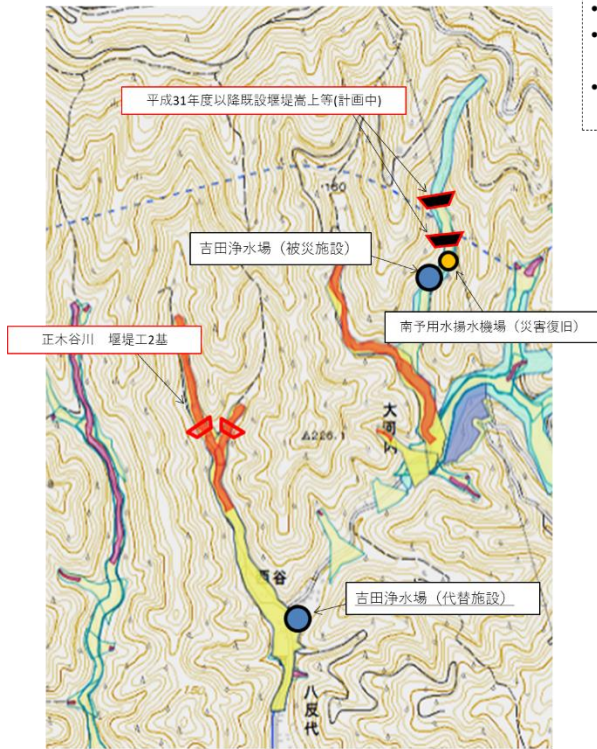 平成31年度以降既設堰堤嵩上等(計画中)
・160
吉田浄水場（被災施設）
南予用水揚水機場（災害復旧）
正木谷川　堰堤工2基
大河内
△226.1
吉田浄水場（代替施設）
八反代